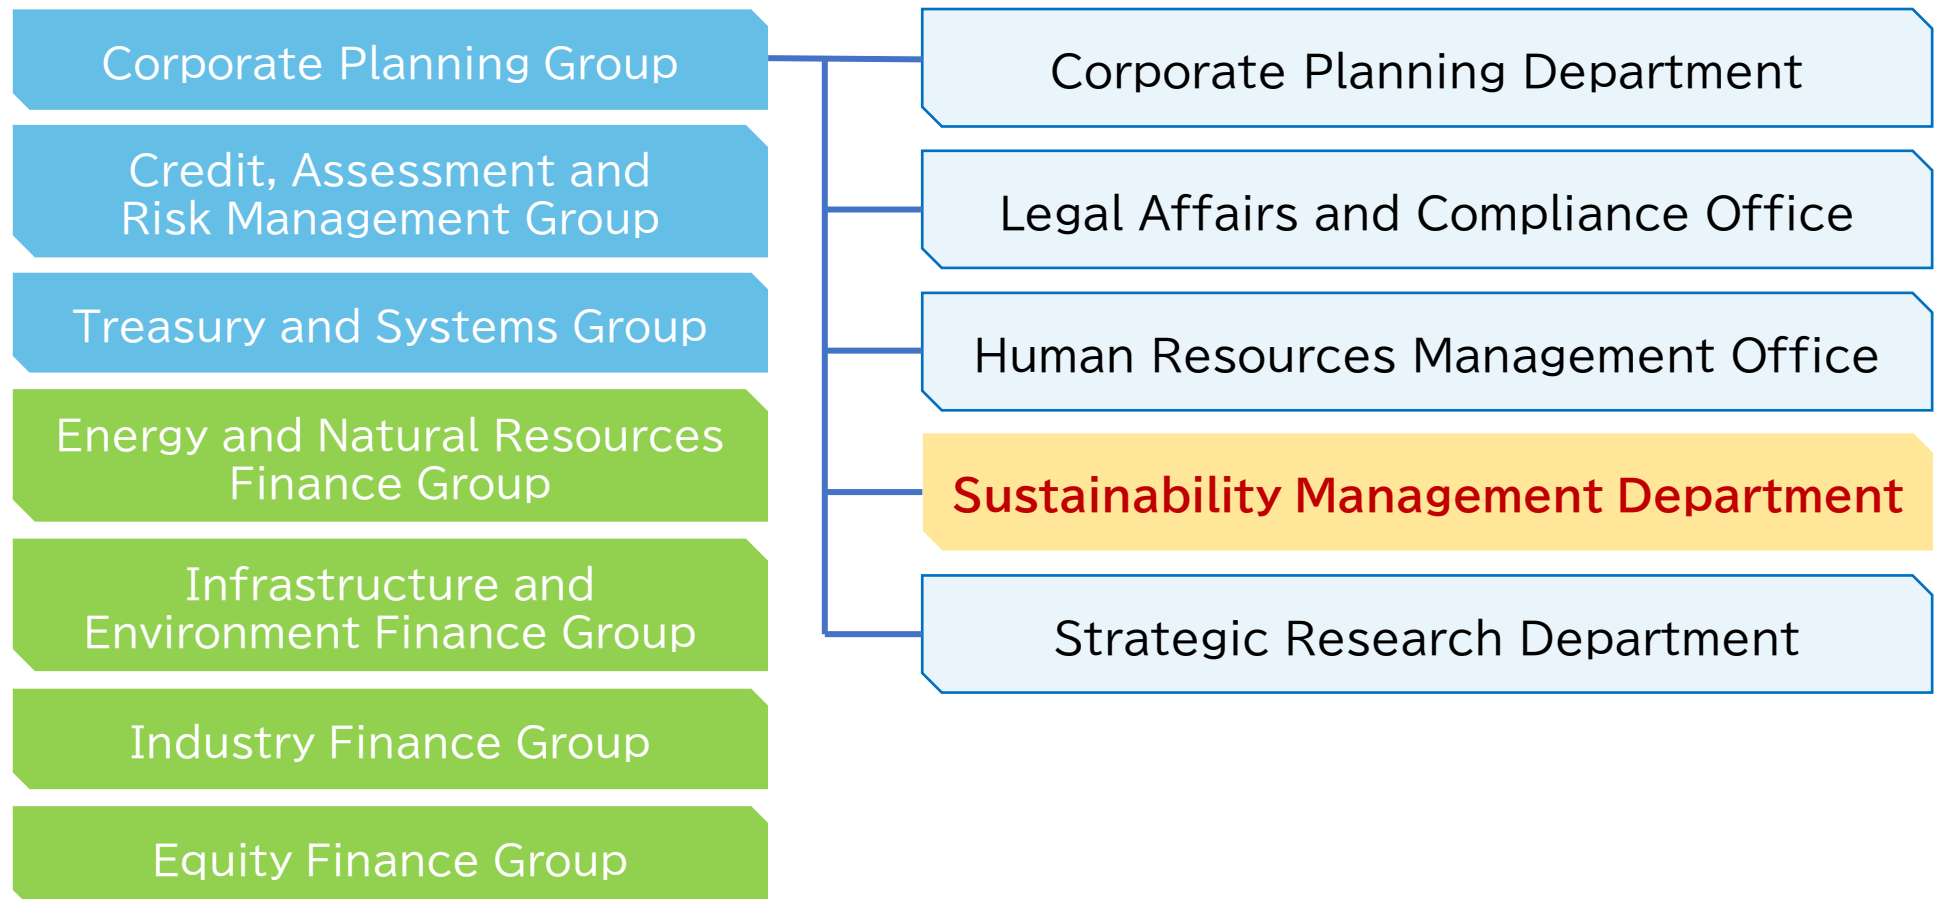 Corporate Planning Group
Credit, Assessment and
Risk Management Group
Treasury and Systems Group
Energy and Natural Resources
Finance Group
Infrastructure and
Environment Finance Group
Industry Finance Group
Equity Finance Group
Corporate Planning Department
Legal Affairs and Compliance Office
Human Resources Management Office
Sustainability Management Department
Strategic Research Department